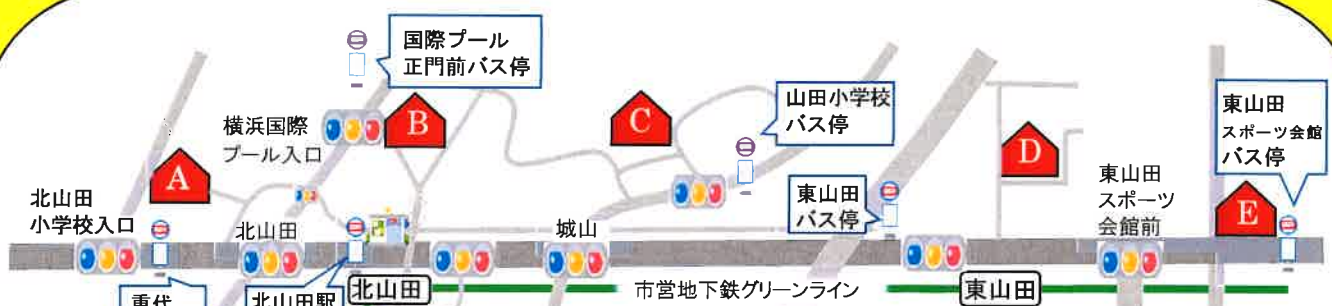 国際プール
正門前バス停
山田小学校
バス停
東山田
スポーツ会館
バス停
横浜国際
プール入口
A
B
C
D
E
北山田
小学校入口
北山田
城山
東山田
バス停
東山田
スポーツ
会館前
重代
北山田駅
北山田
市営地下鉄グリーンライン
東山田